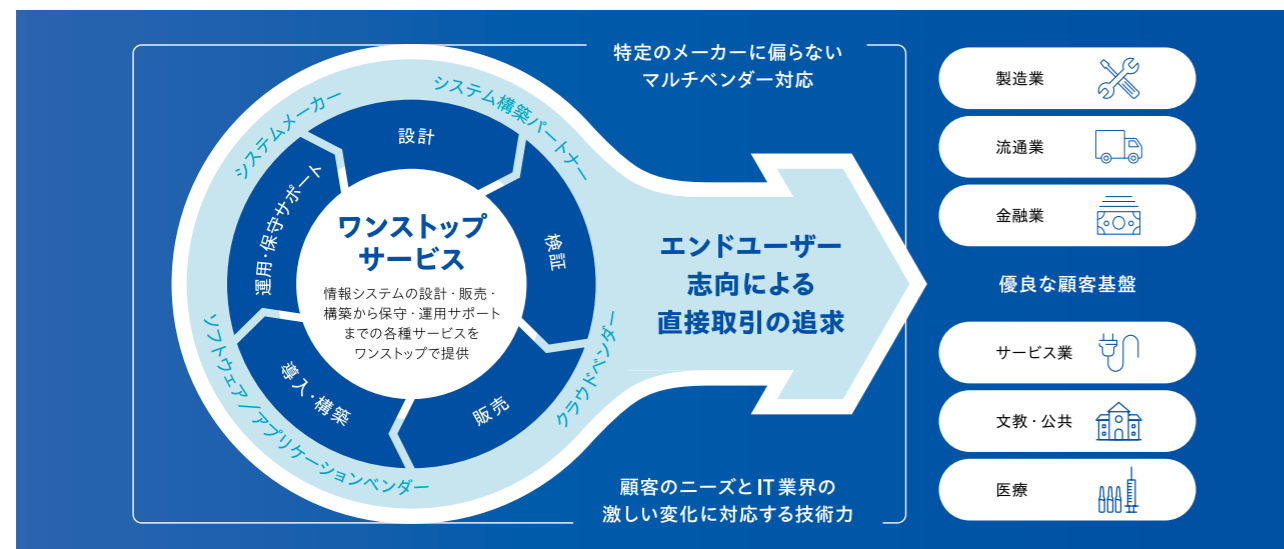 特定のメーカーに偏らない
マルチベンダー対応
システムメーカー
システム構築パートナー
クラウドベンダー
ソフトウェア／アプリケーションベンダー
設計
検証
販売
導入・構築
運用・保守サポート
ワンストップ
サービス
情報システムの設計・販売・
構築から保守・運用サポート
までの各種サービスを
ワンストップで提供
エンドユーザー
志向による
直接取引の追求
顧客のニーズとIT業界の
激しい変化に対応する技術力
製造業
流通業
金融業
優良な顧客基盤
サービス業
文教・公共
医療